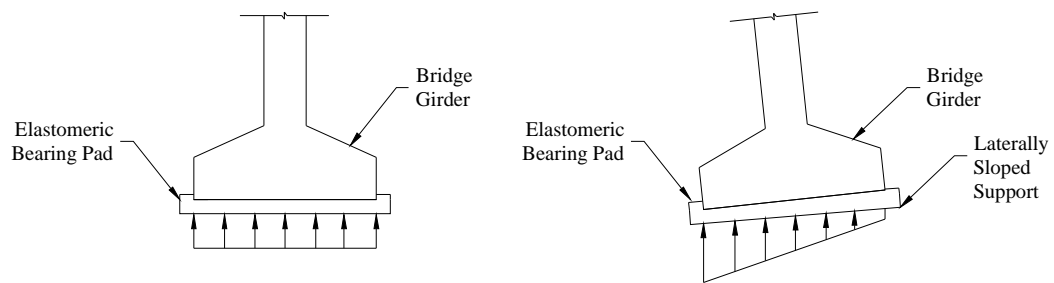 Bridge
Girder
Elastomeric
Bearing Pad
Bridge
Girder
Elastomeric
Bearing Pad
Laterally
Sloped
Support